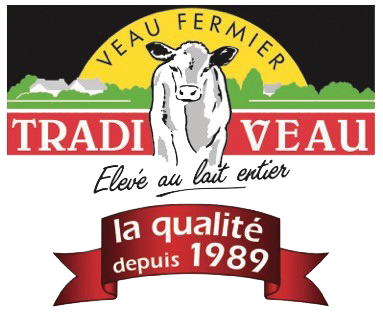 VEAU FERMIER
TRADI VEAU
Elevé au lait entier
la qualité
depuis 1989